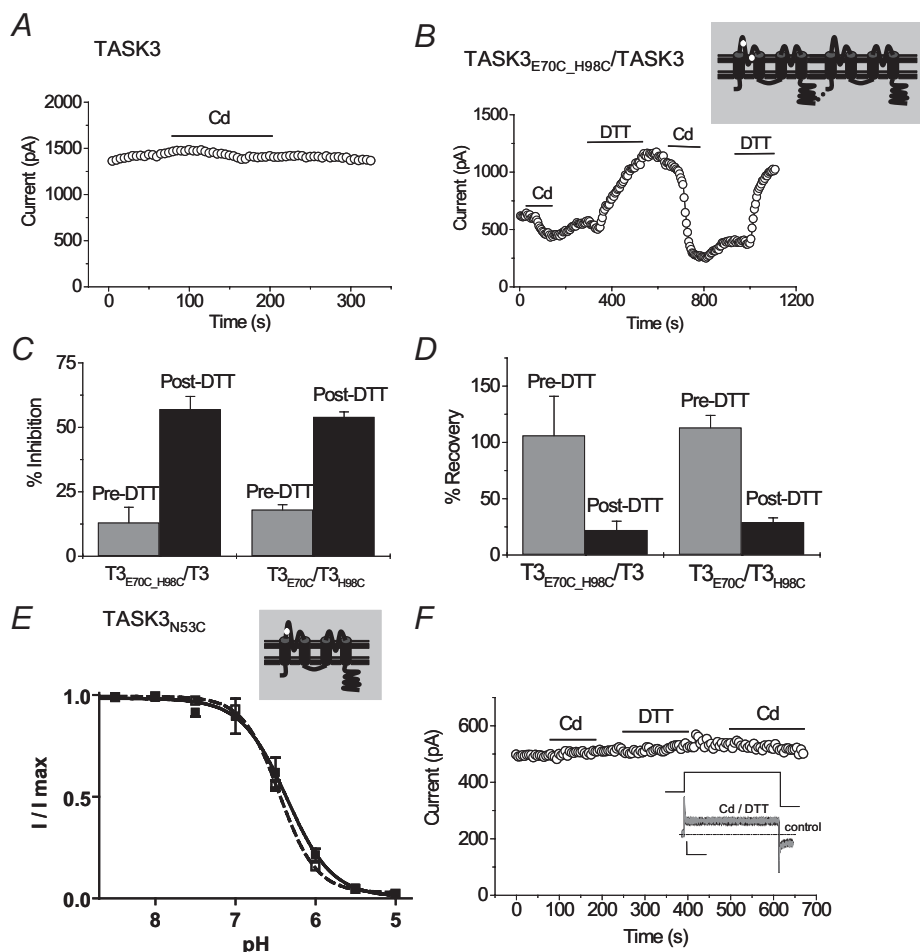 A
TASK3
Cd
2000
1500
1000
500
0
Current (pA)
0 100 200 300
Time (s)
B
TASK3E70C_H98C/TASK3
Cd DTT Cd DTT
1500
1000
500
0
Current (pA)
0 400 800 1200
Time (s)
C
75
50
25
0
% Inhibition
Pre-DTT Post-DTT Pre-DTT Post-DTT
T3E70C_H98C/T3 T3E70C/T3H98C
D
150
100
50
0
% Recovery
Pre-DTT Post-DTT Pre-DTT Post-DTT
T3E70C_H98C/T3 T3E70C/T3H98C
E
TASK3N53C
1.0
0.5
0.0
I / I max
8 7 6 5
pH
F
Cd DTT Cd
600
400
200
0
Current (pA)
Cd / DTT
control
0 100 200 300 400 500 600 700
Time (s)